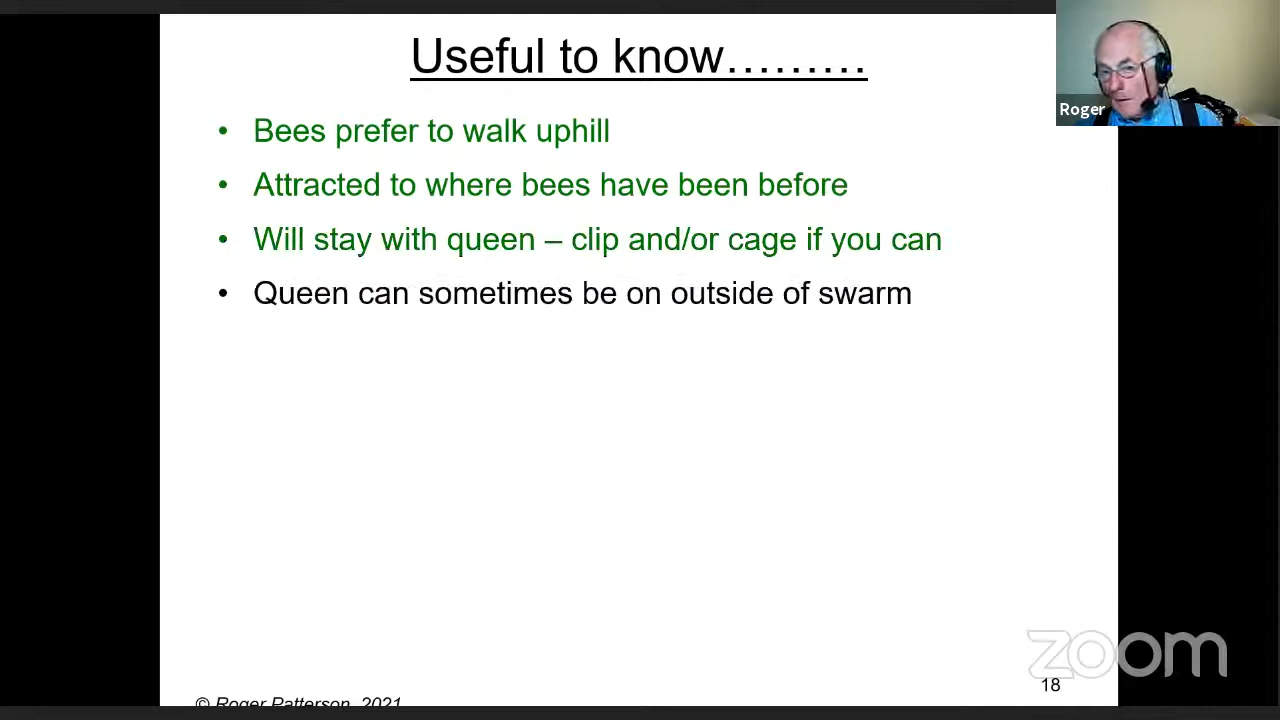 Useful to know………
Roger
• Bees prefer to walk uphill
• Attracted to where bees have been before
• Will stay with queen – clip and/or cage if you can
• Queen can sometimes be on outside of swarm
zoom
18
© Roger Patterson, 2021